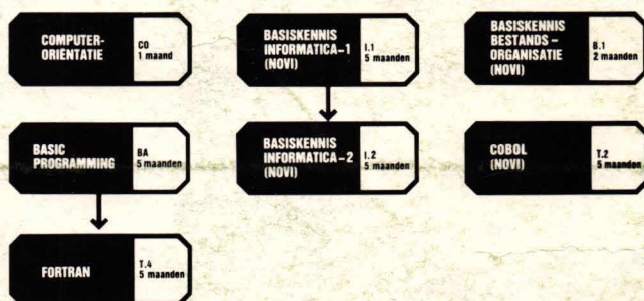 COMPUTER-
ORIËNTATIE
CO
1 maand
BASISKENNIS
INFORMATICA-1
(NOVI)
I.1
5 maanden
BASISKENNIS
BESTANDS-
ORGANISATIE
(NOVI)
B.1
2 maanden
BASIC
PROGRAMMING
BA
5 maanden
BASISKENNIS
INFORMATICA-2
(NOVI)
I.2
5 maanden
COBOL
(NOVI)
T.2
5 maanden
FORTRAN
T.4
5 maanden